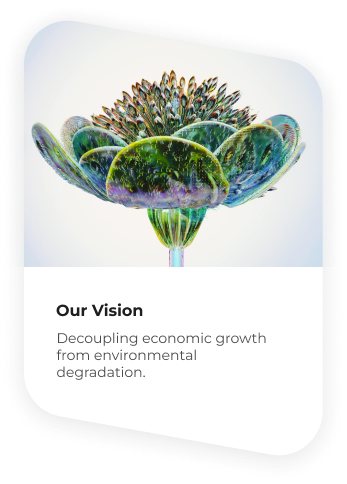 Our Vision
Decoupling economic growth
from environmental
degradation.